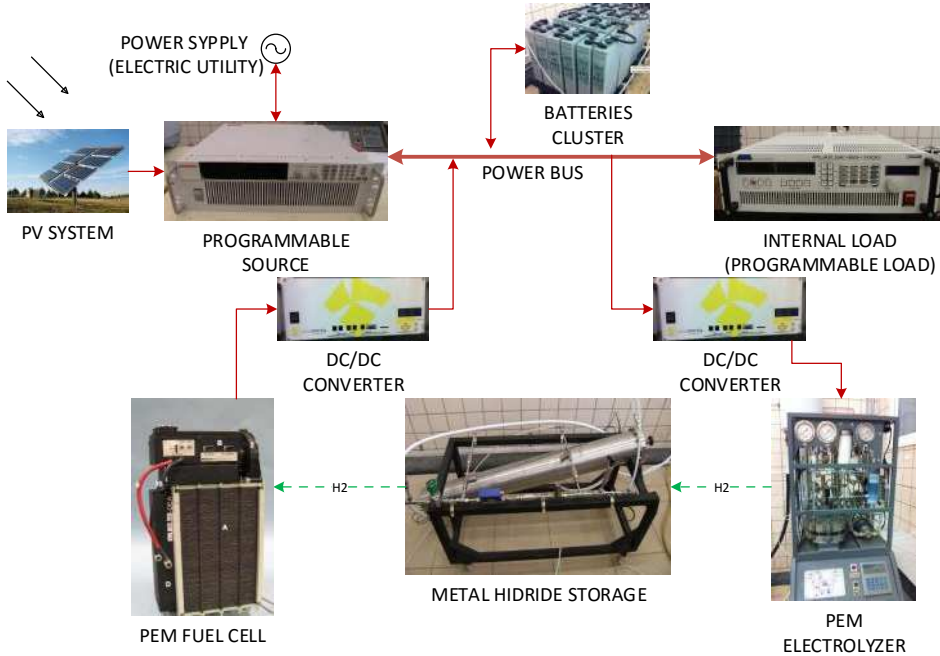 POWER SYPPLY
(ELECTRIC UTILITY)
BATTERIES
CLUSTER
POWER BUS
PV SYSTEM
PROGRAMMABLE
SOURCE
INTERNAL LOAD
(PROGRAMMABLE LOAD)
DC/DC
CONVERTER
DC/DC
CONVERTER
H2
H2
A
METAL HIDRIDE STORAGE
PEM FUEL CELL
PEM
ELECTROLYZER